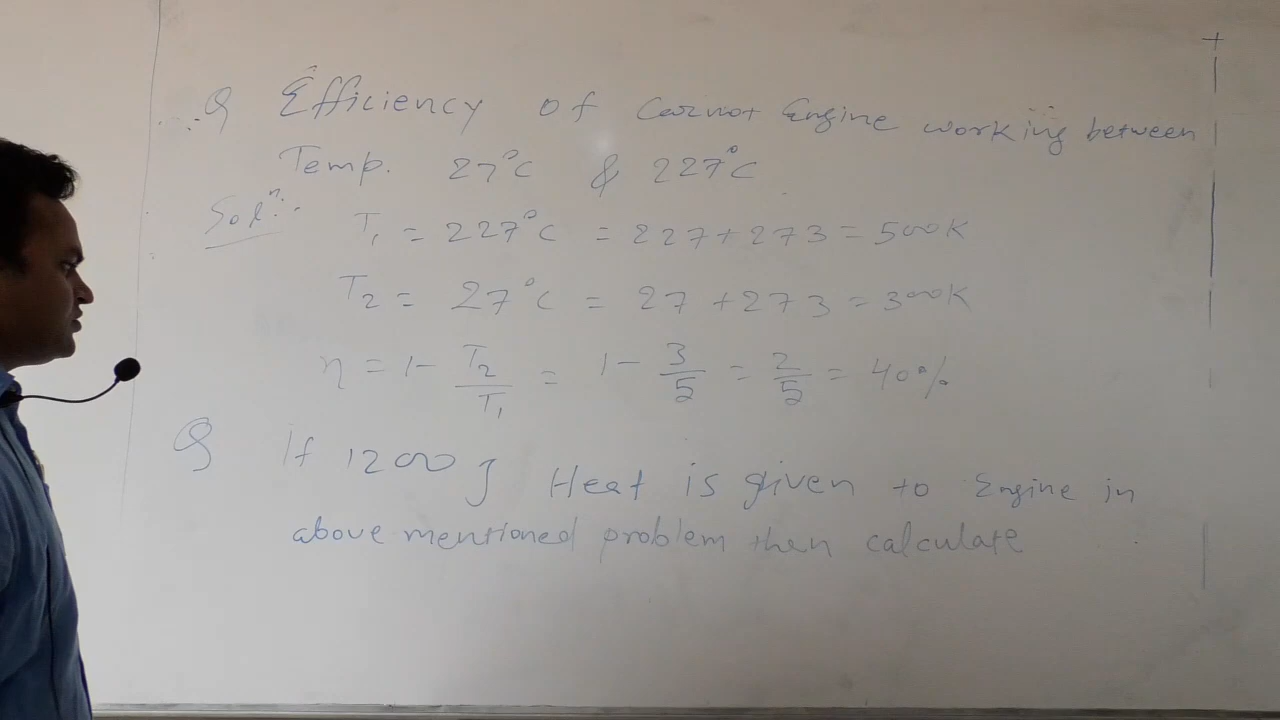 Q Efficiency of Carnot Engine working between
Temp. 27°C & 227°C
Solⁿ:- T₁ = 227°C = 227+273 = 500K
T₂ = 27°C = 27+273 = 300K
η = 1- T₂/T₁ = 1- 3/5 = 2/5 = 40%
Q If 1200 J Heat is given to Engine in
above mentioned problem then calculate